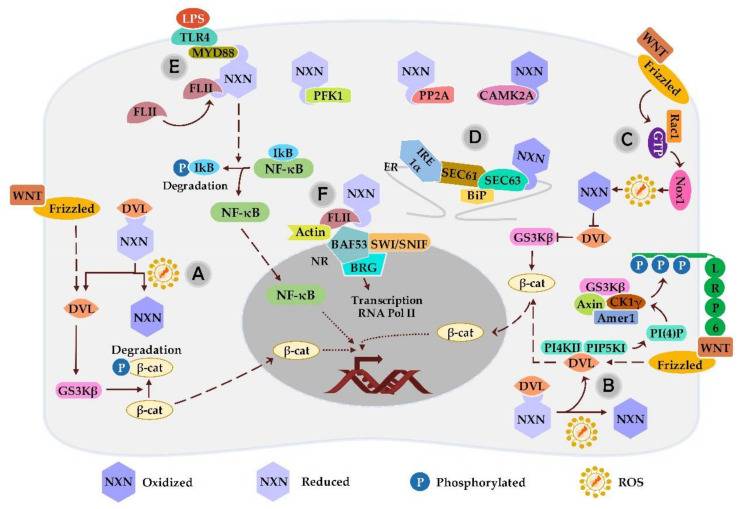 LPS
TLR4
MYD88
E
NXN
FLII
FLII
NXN
PFK1
NXN
PP2A
NXN
CAMK2A
WNT
Frizzled
Rac1
GTP
C
Nox1
ROS
NXN
DVL
GS3Kβ
β-cat
P
IkB
Degradation
IkB
NF-κB
NF-κB
D
ER
IRE
1α
SEC61
SEC63
BiP
NXN
F
NXN
FLII
Actin
BAF53
SWI/SNIF
BRG
NR
Transcription
RNA Pol II
NF-κB
β-cat
β-cat
WNT
Frizzled
DVL
NXN
ROS
A
DVL
NXN
Degradation
P
β-cat
GS3Kβ
β-cat
P P P
L
R
P
6
GS3Kβ
Axin
CK1γ
Amer1
PI(4)P
PI4KII
PIP5KI
DVL
WNT
Frizzled
B
DVL
NXN
ROS
NXN
NXN Oxidized
NXN Reduced
P Phosphorylated
ROS